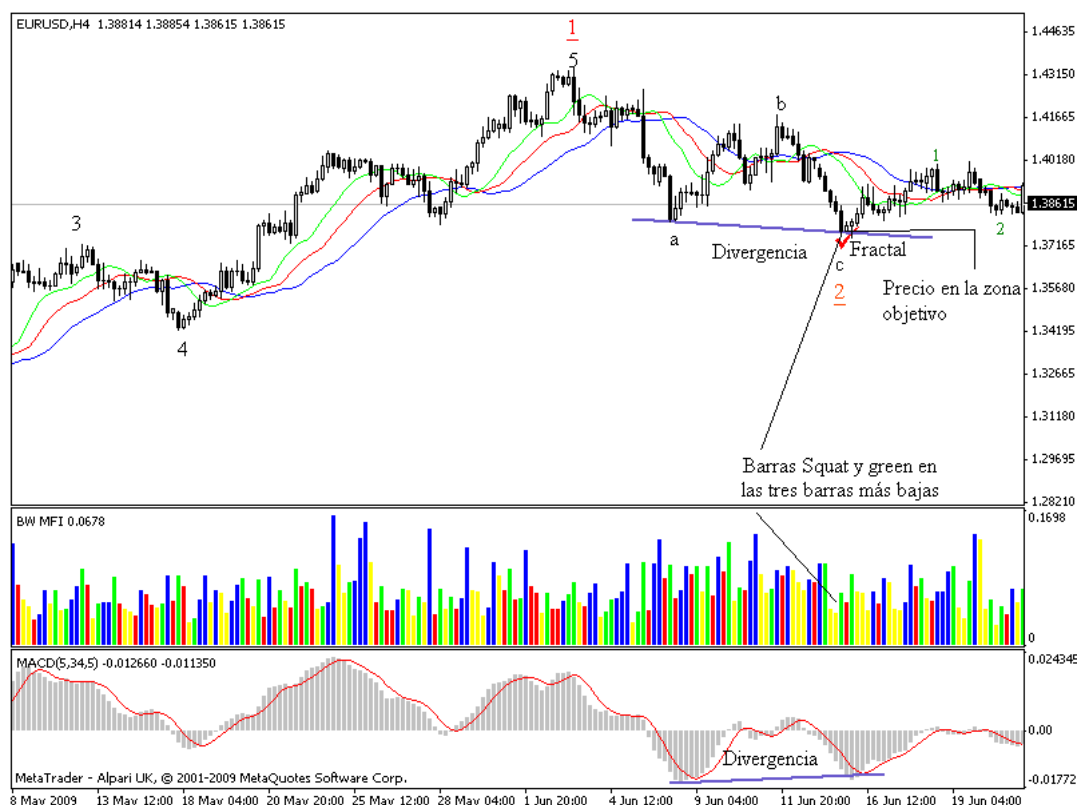 EURUSD,H4 1.38814 1.38854 1.38615 1.38615
1
5
3
4
a
b
c
2
1
2
Divergencia
Fractal
Precio en la zona
objetivo
Barras Squat y green en
las tres barras más bajas
1.44635
1.43150
1.41665
1.40180
1.38615
1.37165
1.35680
1.34195
1.32665
1.31180
1.29695
1.28210
BW MFI 0.0678
0.1698
0
MACD(5,34,5) -0.012660 -0.011350
0.024345
0.00
-0.01772
Divergencia
MetaTrader - Alpari UK, © 2001-2009 MetaQuotes Software Corp.
8 May 2009 13 May 12:00 18 May 04:00 20 May 20:00 25 May 12:00 28 May 04:00 1 Jun 20:00 4 Jun 12:00 9 Jun 04:00 11 Jun 20:00 16 Jun 12:00 19 Jun 04:00